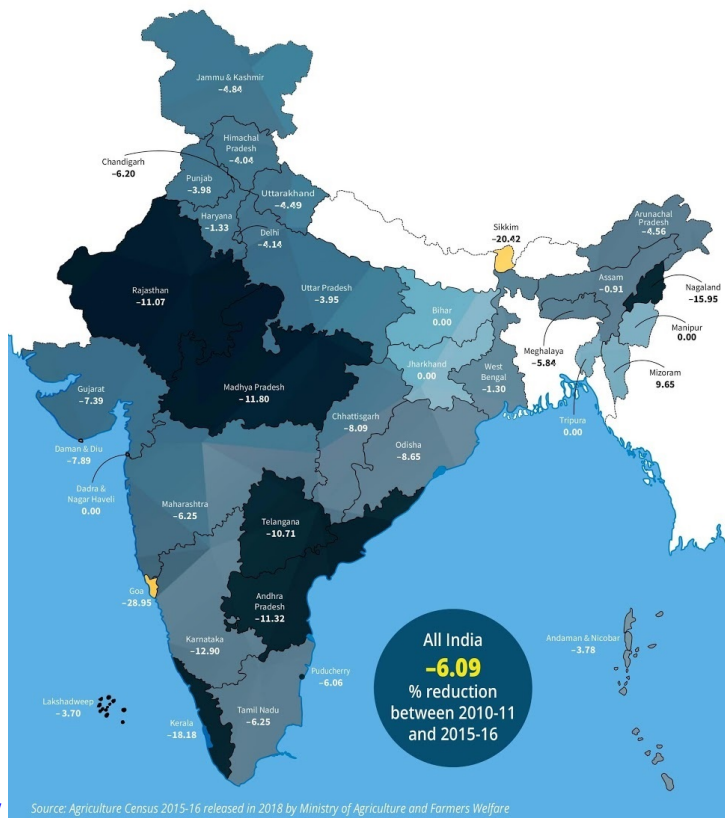 Jammu & Kashmir
–4.84
Himachal
Pradesh
–4.04
Chandigarh
–6.20
Punjab
–3.98
Uttarakhand
–4.49
Haryana
–1.33
Delhi
–4.14
Sikkim
–20.42
Arunachal
Pradesh
–4.56
Rajasthan
–11.07
Uttar Pradesh
–3.95
Assam
–0.91
Nagaland
–15.95
Bihar
0.00
Manipur
0.00
Meghalaya
–5.84
Jharkhand
0.00
West
Bengal
–1.30
Mizoram
9.65
Gujarat
–7.39
Madhya Pradesh
–11.80
Chhattisgarh
–8.09
Tripura
0.00
Odisha
–8.65
Daman & Diu
–7.89
Dadra &
Nagar Haveli
0.00
Maharashtra
–6.25
Telangana
–10.71
Goa
–28.95
Andhra
Pradesh
–11.32
Karnataka
–12.90
All India
–6.09
% reduction
between 2010-11
and 2015-16
Andaman & Nicobar
–3.78
Puducherry
–6.06
Lakshadweep
–3.70
Kerala
–18.18
Tamil Nadu
–6.25
Source: Agriculture Census 2015-16 released in 2018 by Ministry of Agriculture and Farmers Welfare